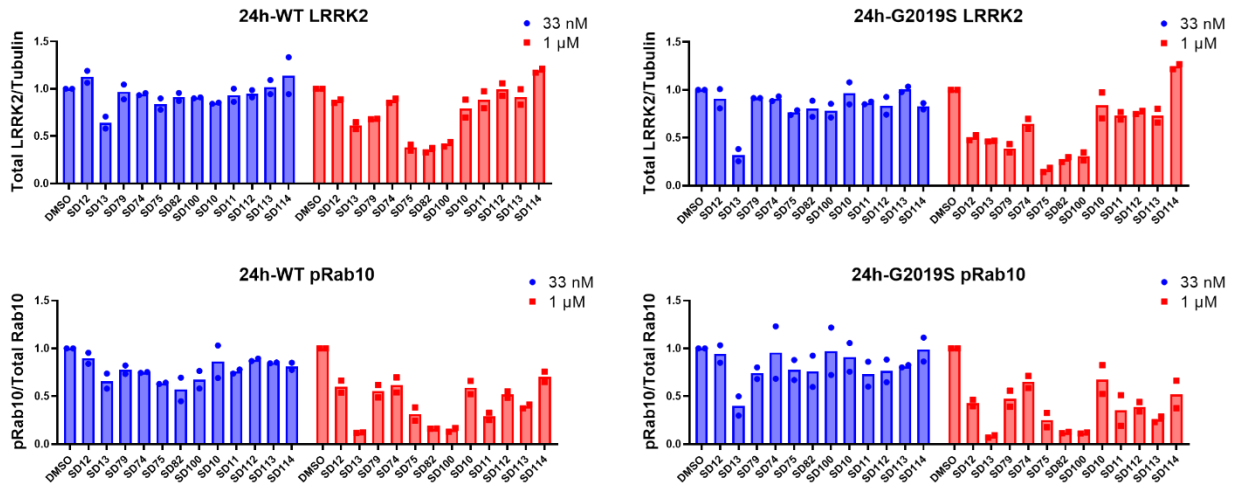 24h-WT LRRK2
33 nM
1 µM
Total LRRK2/Tubulin
1.5
1.0
0.5
0.0
DMSO SD12 SD13 SD79 SD74 SD75 SD82 SD100 SD10 SD11 SD112 SD113 SD114 DMSO SD12 SD13 SD79 SD74 SD75 SD82 SD100 SD10 SD11 SD112 SD113 SD114
24h-G2019S LRRK2
33 nM
1 µM
Total LRRK2/Tubulin
1.5
1.0
0.5
0.0
DMSO SD12 SD13 SD79 SD74 SD75 SD82 SD100 SD10 SD11 SD112 SD113 SD114 DMSO SD12 SD13 SD79 SD74 SD75 SD82 SD100 SD10 SD11 SD112 SD113 SD114
24h-WT pRab10
33 nM
1 µM
pRab10/Total Rab10
1.5
1.0
0.5
0.0
DMSO SD12 SD13 SD79 SD74 SD75 SD82 SD100 SD10 SD11 SD112 SD113 SD114 DMSO SD12 SD13 SD79 SD74 SD75 SD82 SD100 SD10 SD11 SD112 SD113 SD114
24h-G2019S pRab10
33 nM
1 µM
pRab10/Total Rab10
1.5
1.0
0.5
0.0
DMSO SD12 SD13 SD79 SD74 SD75 SD82 SD100 SD10 SD11 SD112 SD113 SD114 DMSO SD12 SD13 SD79 SD74 SD75 SD82 SD100 SD10 SD11 SD112 SD113 SD114